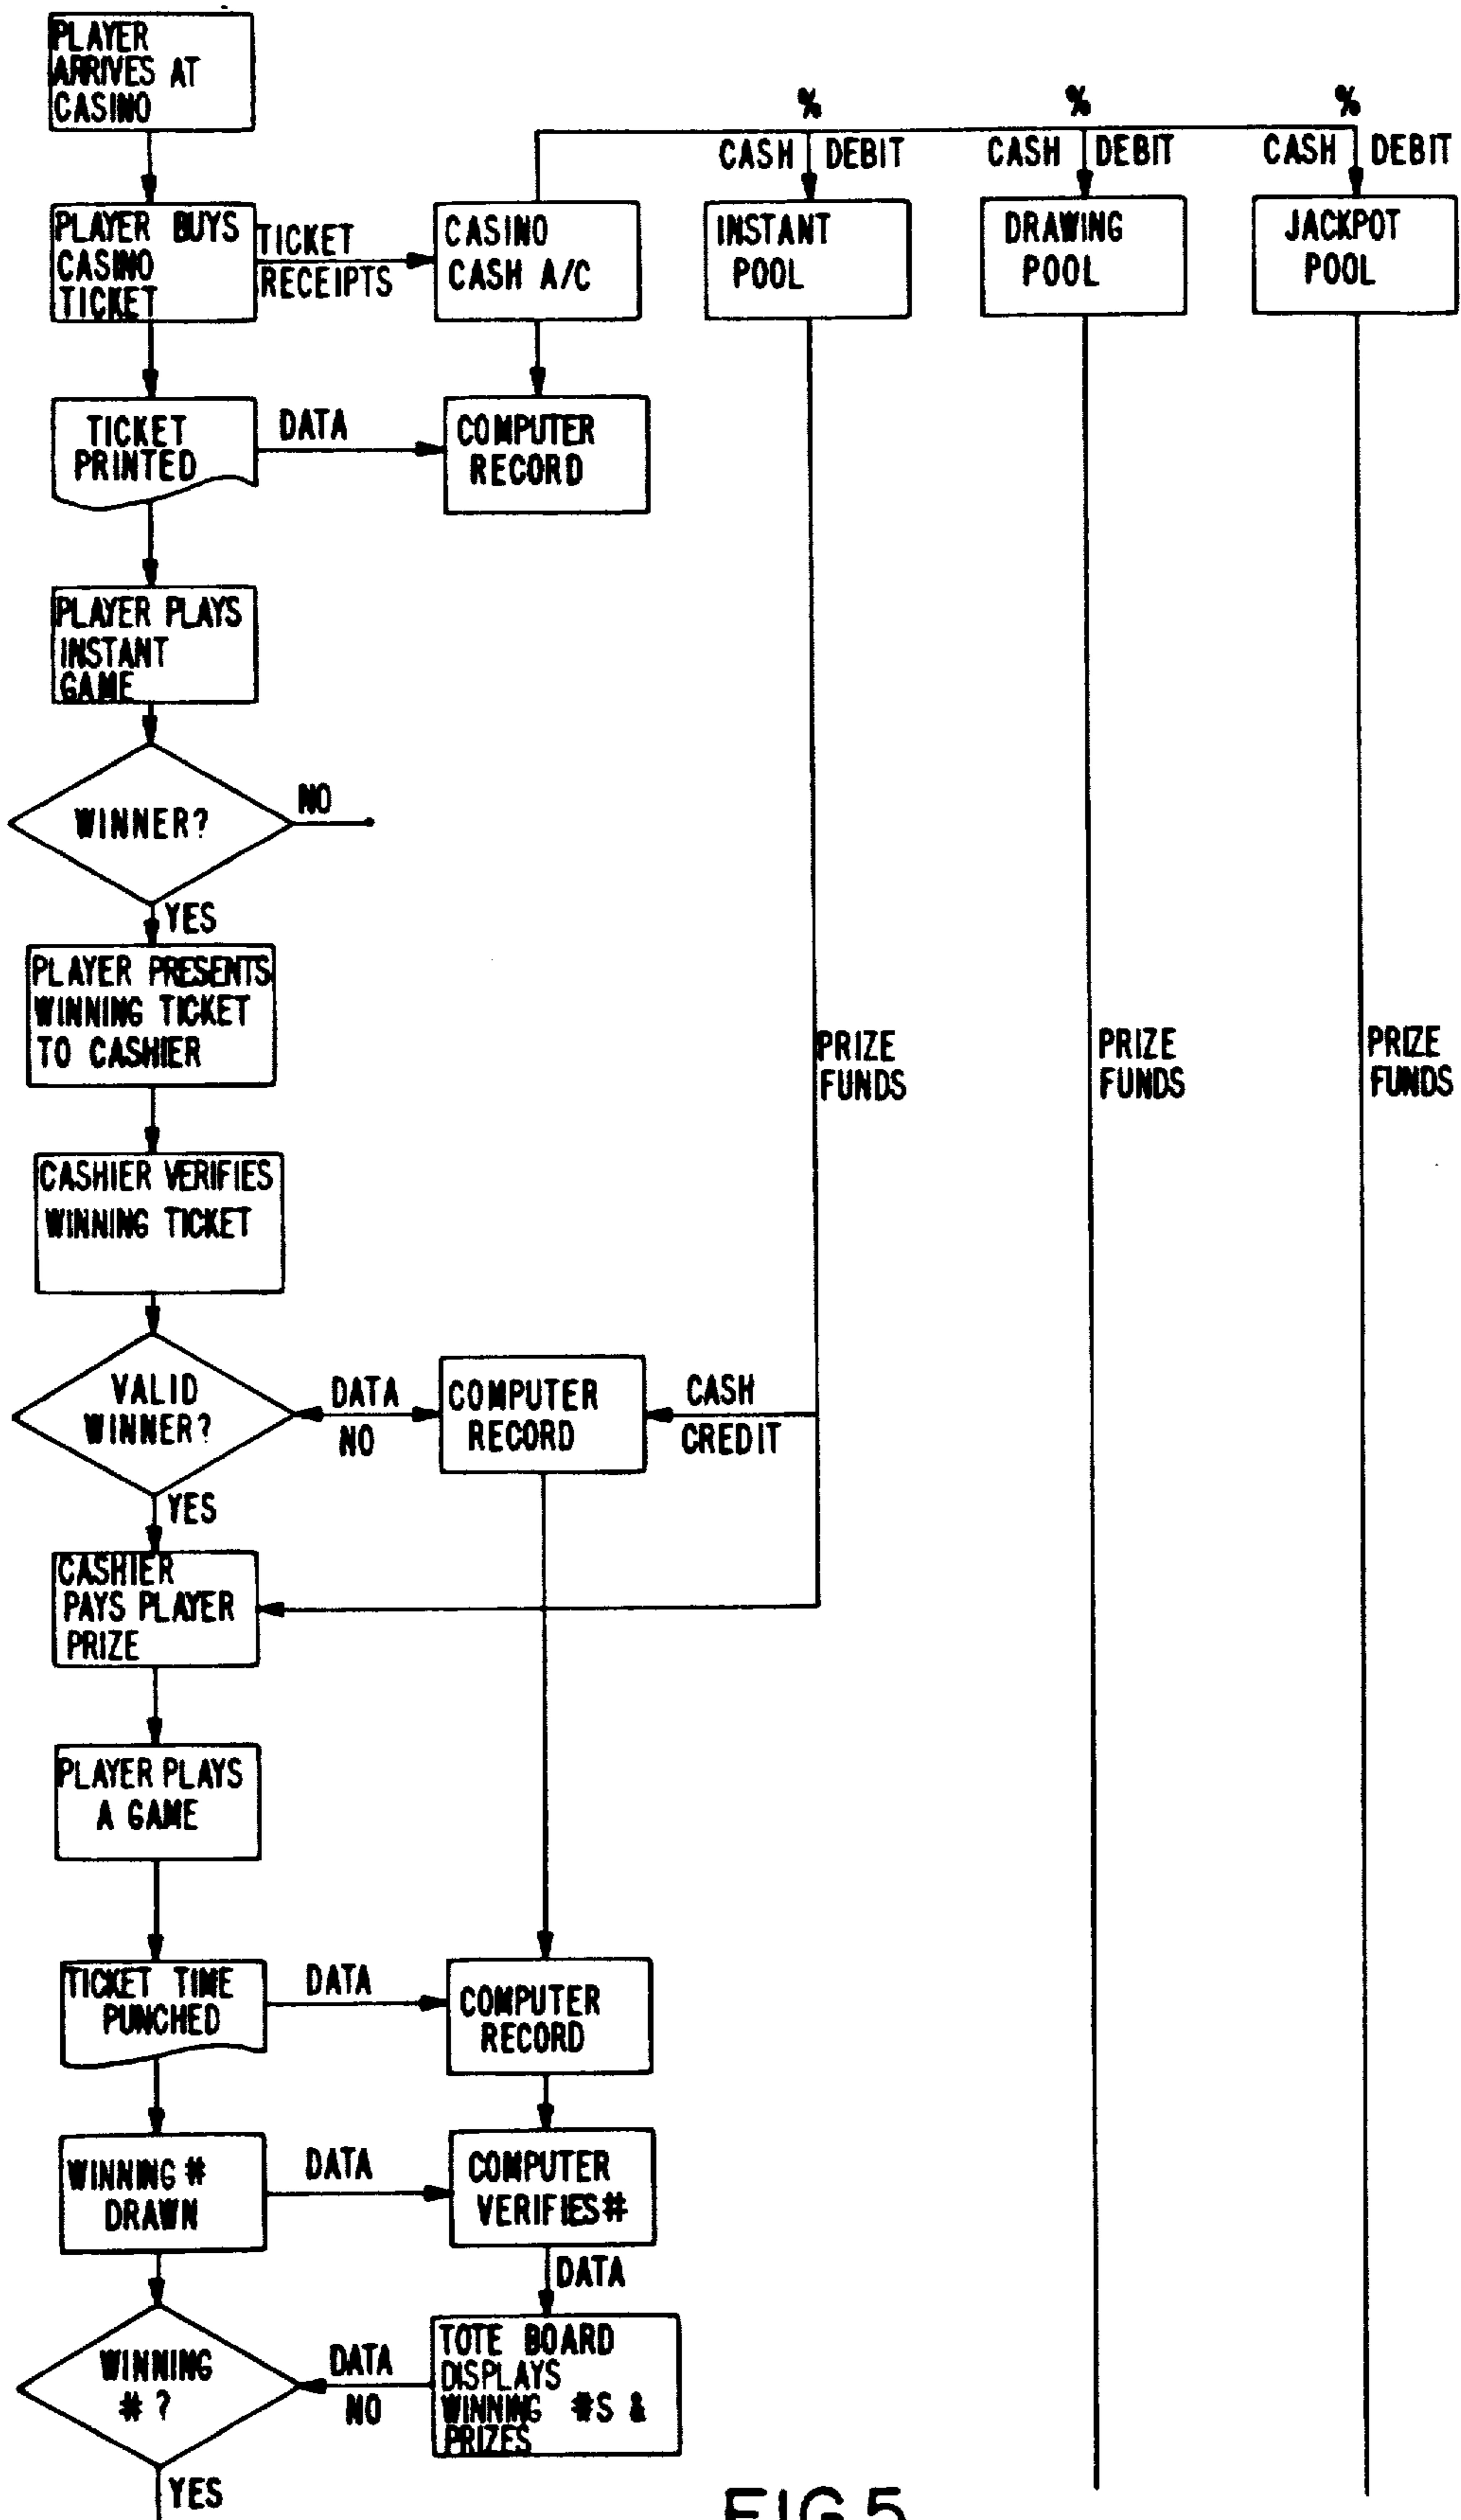 PLAYER
ARRIVES AT
CASINO
%
%
%
CASH DEBIT
CASH DEBIT
CASH DEBIT
PLAYER BUYS
CASINO
TICKET
TICKET
RECEIPTS
CASINO
CASH A/C
INSTANT
POOL
DRAWING
POOL
JACKPOT
POOL
TICKET
PRINTED
DATA
COMPUTER
RECORD
PLAYER PLAYS
INSTANT
GAME
WINNER?
NO
YES
PLAYER PRESENTS
WINNING TICKET
TO CASHIER
PRIZE
FUNDS
PRIZE
FUNDS
PRIZE
FUNDS
CASHIER VERIFIES
WINNING TICKET
VALID
WINNER?
DATA
NO
COMPUTER
RECORD
CASH
CREDIT
YES
CASHIER
PAYS PLAYER
PRIZE
PLAYER PLAYS
A GAME
TICKET TIME
PUNCHED
DATA
COMPUTER
RECORD
WINNING #
DRAWN
DATA
COMPUTER
VERIFIES #
DATA
WINNING
# ?
DATA
NO
TOTE BOARD
DISPLAYS
WINNING #S &
PRIZES
YES
FIG.5